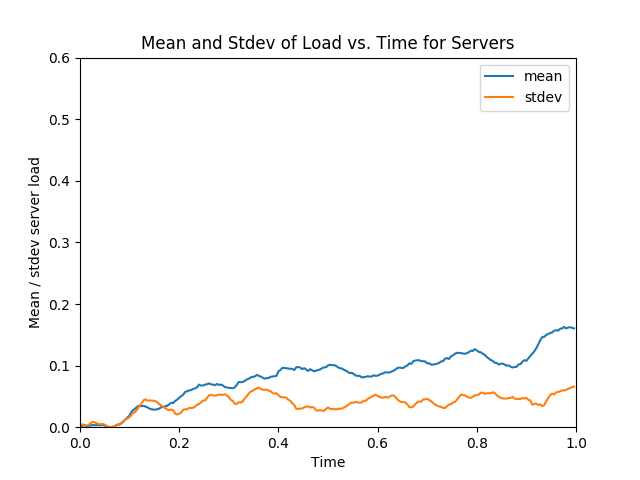 Mean and Stdev of Load vs. Time for Servers
mean
stdev
Mean / stdev server load
0.6
0.5
0.4
0.3
0.2
0.1
0.0
0.0 0.2 0.4 0.6 0.8 1.0
Time